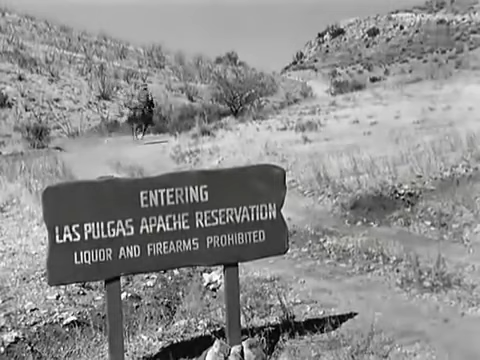 ENTERING
LAS PULGAS APACHE RESERVATION
LIQUOR AND FIREARMS PROHIBITED